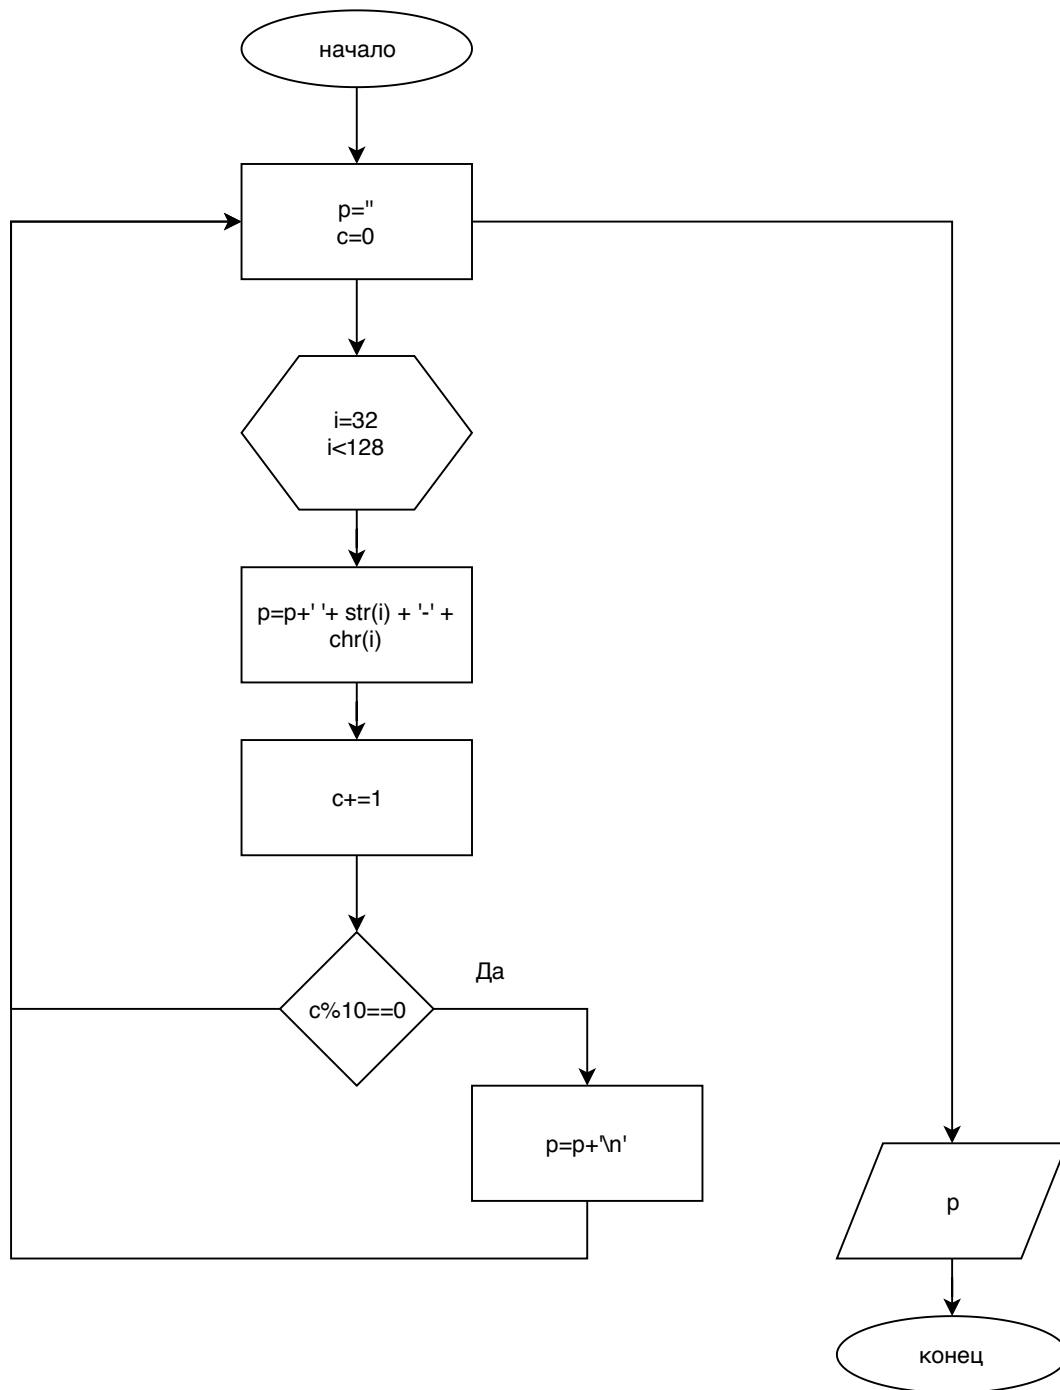 начало
p=''
c=0
i=32
i<128
p=p+' '+ str(i) + '-' +
chr(i)
c+=1
Да
c%10==0
p=p+'\n'
p
конец